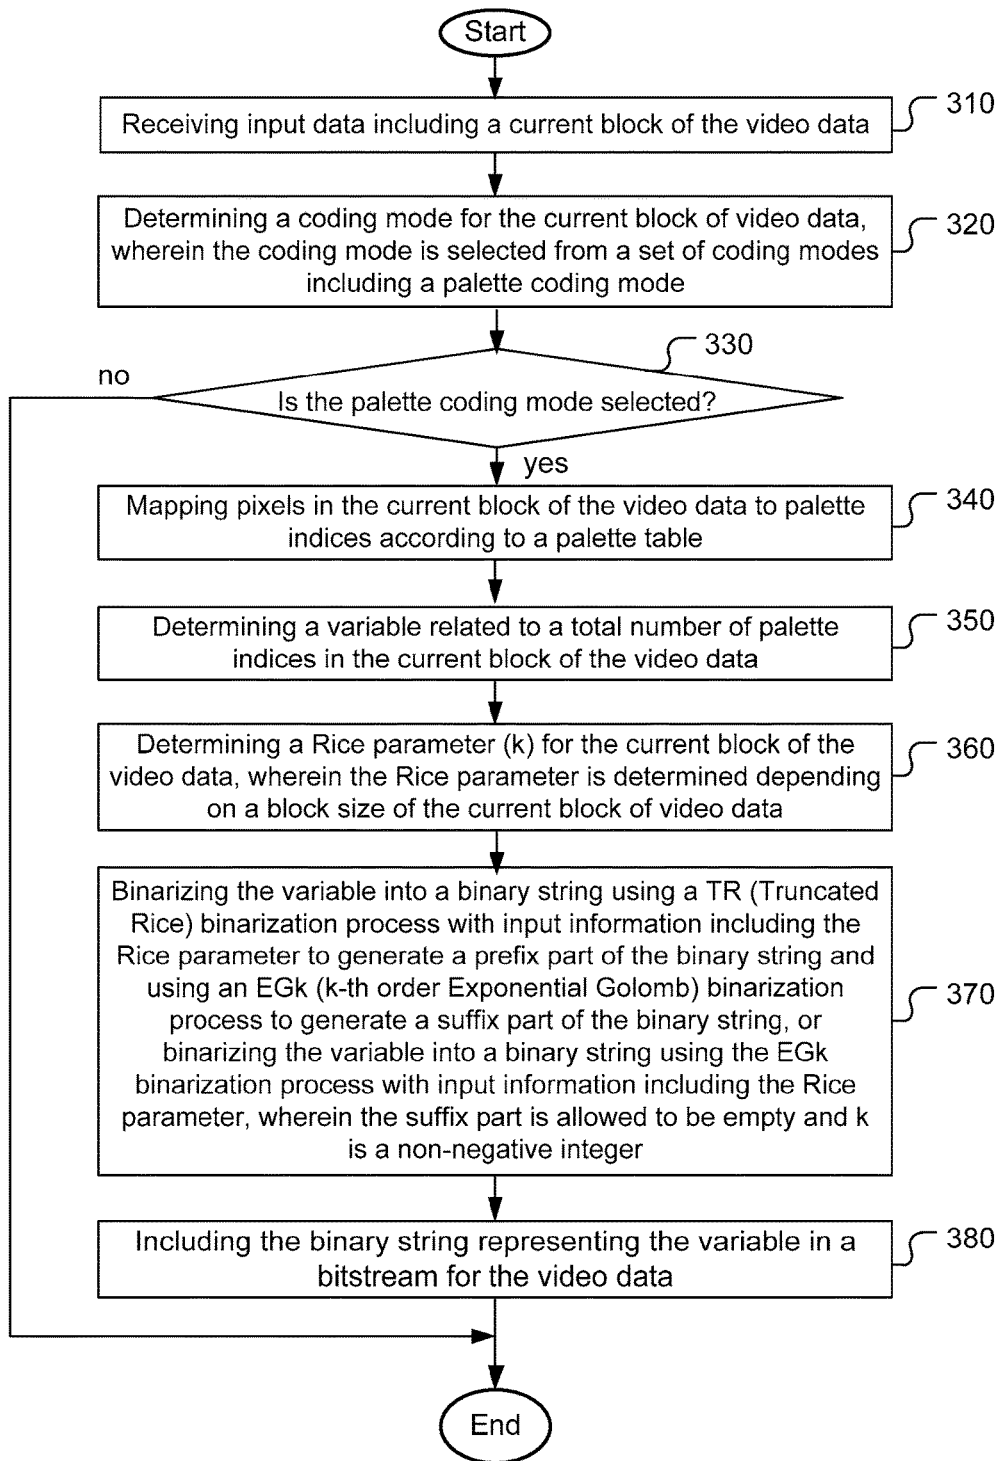 Start
Receiving input data including a current block of the video data
310
Determining a coding mode for the current block of video data,
wherein the coding mode is selected from a set of coding modes
including a palette coding mode
320
330
no
Is the palette coding mode selected?
yes
Mapping pixels in the current block of the video data to palette
indices according to a palette table
340
Determining a variable related to a total number of palette
indices in the current block of the video data
350
Determining a Rice parameter (k) for the current block of the
video data, wherein the Rice parameter is determined depending
on a block size of the current block of video data
360
Binarizing the variable into a binary string using a TR (Truncated
Rice) binarization process with input information including the
Rice parameter to generate a prefix part of the binary string and
using an EGk (k-th order Exponential Golomb) binarization
process to generate a suffix part of the binary string, or
binarizing the variable into a binary string using the EGk
binarization process with input information including the Rice
parameter, wherein the suffix part is allowed to be empty and k
is a non-negative integer
370
Including the binary string representing the variable in a
bitstream for the video data
380
End